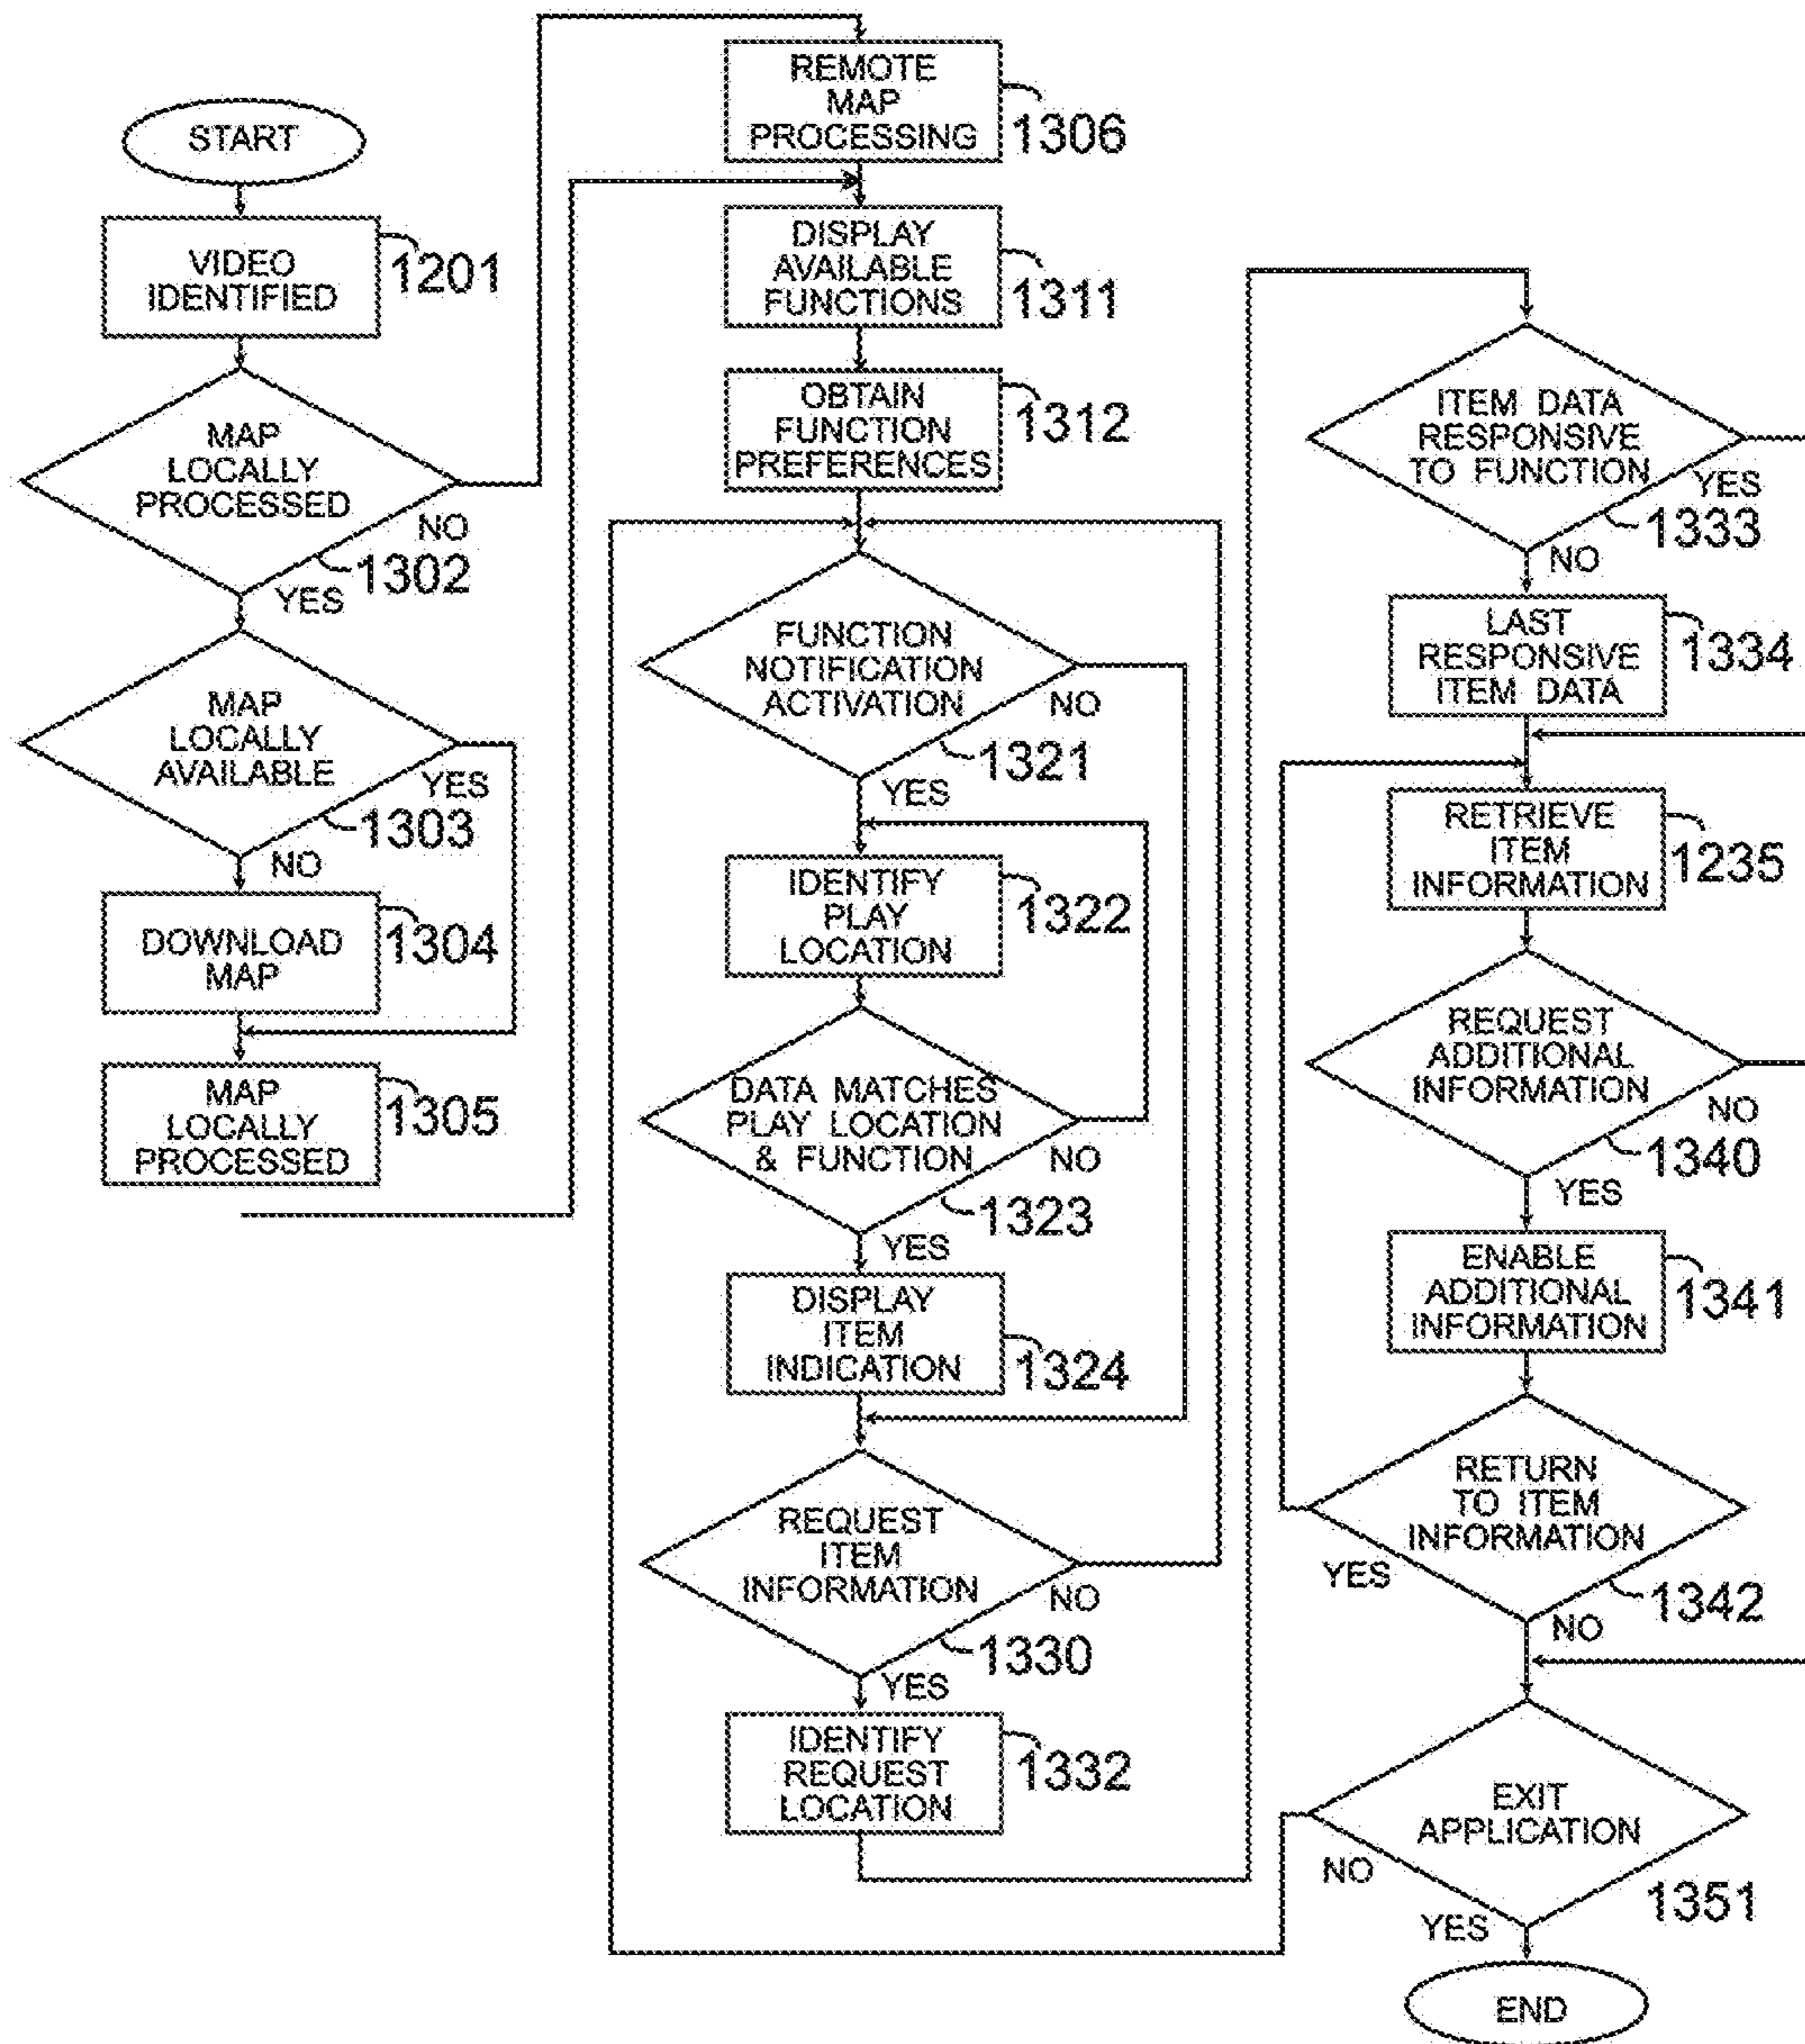 START
VIDEO
IDENTIFIED
1201
MAP
LOCALLY
PROCESSED
NO
1302
YES
MAP
LOCALLY
AVAILABLE
YES
1303
NO
DOWNLOAD
MAP
1304
MAP
LOCALLY
PROCESSED
1305
REMOTE
MAP
PROCESSING
1306
DISPLAY
AVAILABLE
FUNCTIONS
1311
OBTAIN
FUNCTION
PREFERENCES
1312
FUNCTION
NOTIFICATION
ACTIVATION
NO
1321
YES
IDENTIFY
PLAY
LOCATION
1322
DATA MATCHES
PLAY LOCATION
& FUNCTION
NO
1323
YES
DISPLAY
ITEM
INDICATION
1324
REQUEST
ITEM
INFORMATION
NO
1330
YES
IDENTIFY
REQUEST
LOCATION
1332
ITEM DATA
RESPONSIVE
TO FUNCTION
YES
1333
NO
LAST
RESPONSIVE
ITEM DATA
1334
RETRIEVE
ITEM
INFORMATION
1235
REQUEST
ADDITIONAL
INFORMATION
NO
1340
YES
ENABLE
ADDITIONAL
INFORMATION
1341
RETURN
TO ITEM
INFORMATION
YES
1342
NO
EXIT
APPLICATION
NO
1351
YES
END